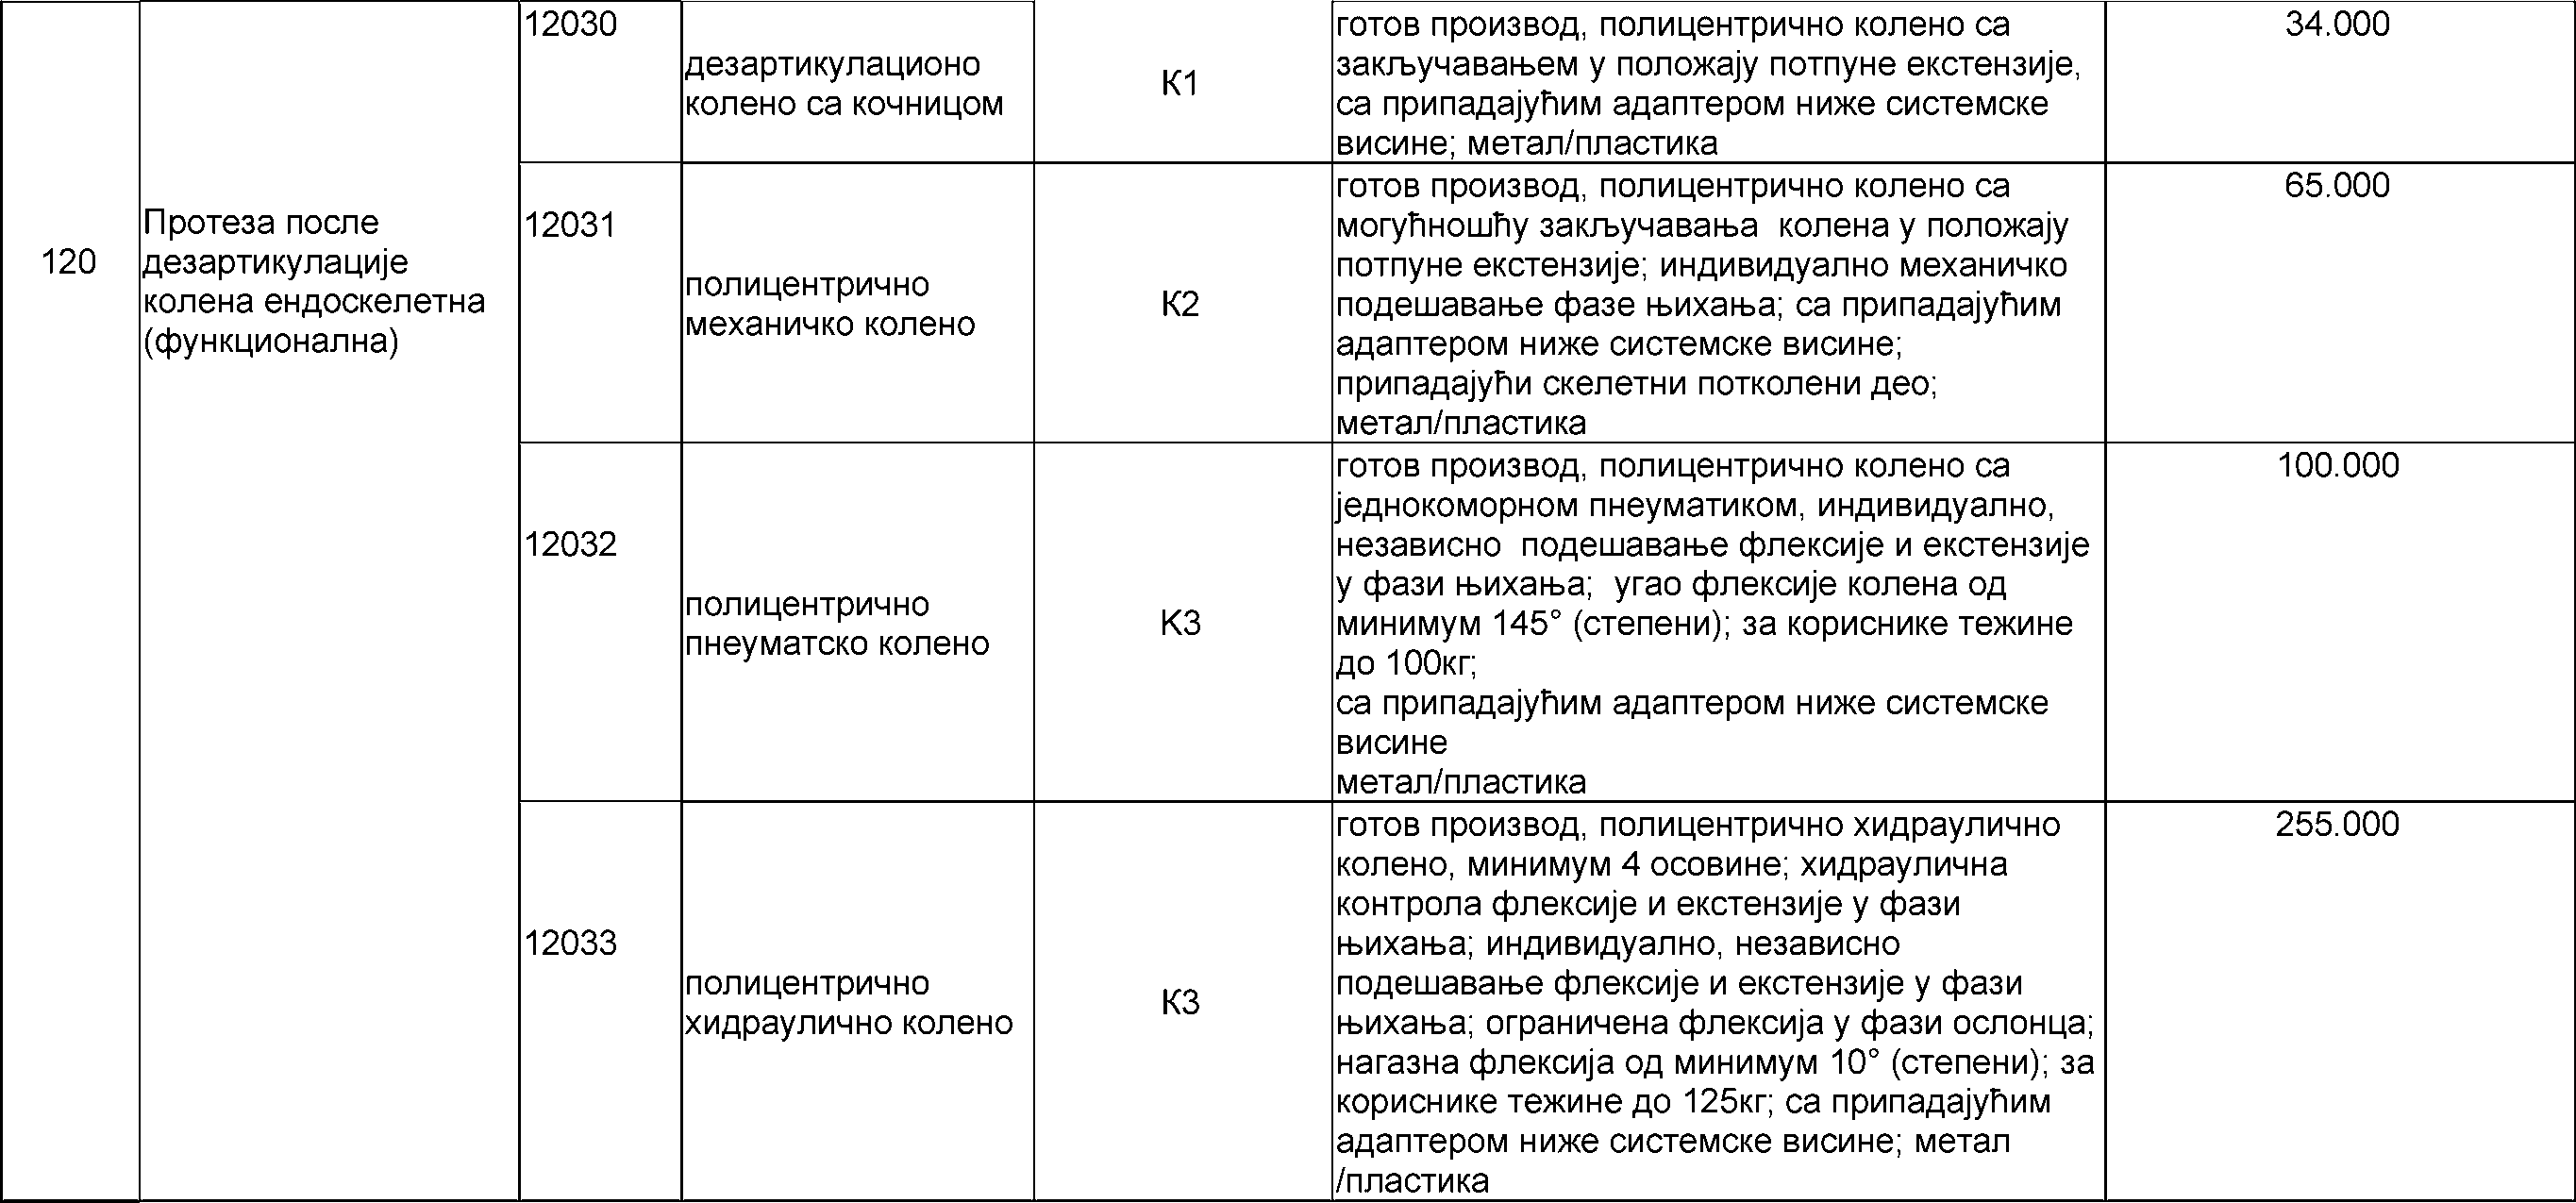 120
Протеза после
дезартикулације
колена ендоскелетна
(функционална)
12030
дезартикулационо
колено са кочницом
К1
готов производ, полицентрично колено са
закључавањем у положају потпуне екстензије,
са припадајућим адаптером ниже системске
висине; метал/пластика
34.000
12031
полицентрично
механичко колено
К2
готов производ, полицентрично колено са
могућношћу закључавања  колена у положају
потпуне екстензије; индивидуално механичко
подешавање фазе њихања; са припадајућим
адаптером ниже системске висине;
припадајући скелетни потколени део;
метал/пластика
65.000
12032
полицентрично
пнеуматско колено
К3
готов производ, полицентрично колено са
једнокоморном пнеуматиком, индивидуално,
независно  подешавање флексије и екстензије
у фази њихања;  угао флексије колена од
минимум 145° (степени); за кориснике тежине
до 100кг;
са припадајућим адаптером ниже системске
висине
метал/пластика
100.000
12033
полицентрично
хидраулично колено
К3
готов производ, полицентрично хидраулично
колено, минимум 4 осовине; хидраулична
контрола флексије и екстензије у фази
њихања; индивидуално, независно
подешавање флексије и екстензије у фази
њихања; ограничена флексија у фази ослонца;
нагазна флексија од минимум 10° (степени); за
кориснике тежине до 125кг; са припадајућим
адаптером ниже системске висине; метал
/пластика
255.000